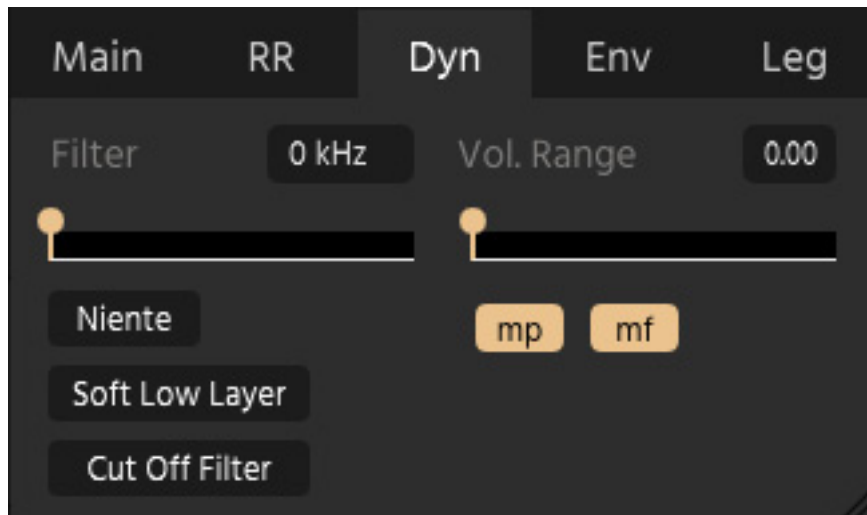 Main RR Dyn Env Leg
Filter 0 kHz Vol. Range 0.00
Niente mp mf
Soft Low Layer
Cut Off Filter